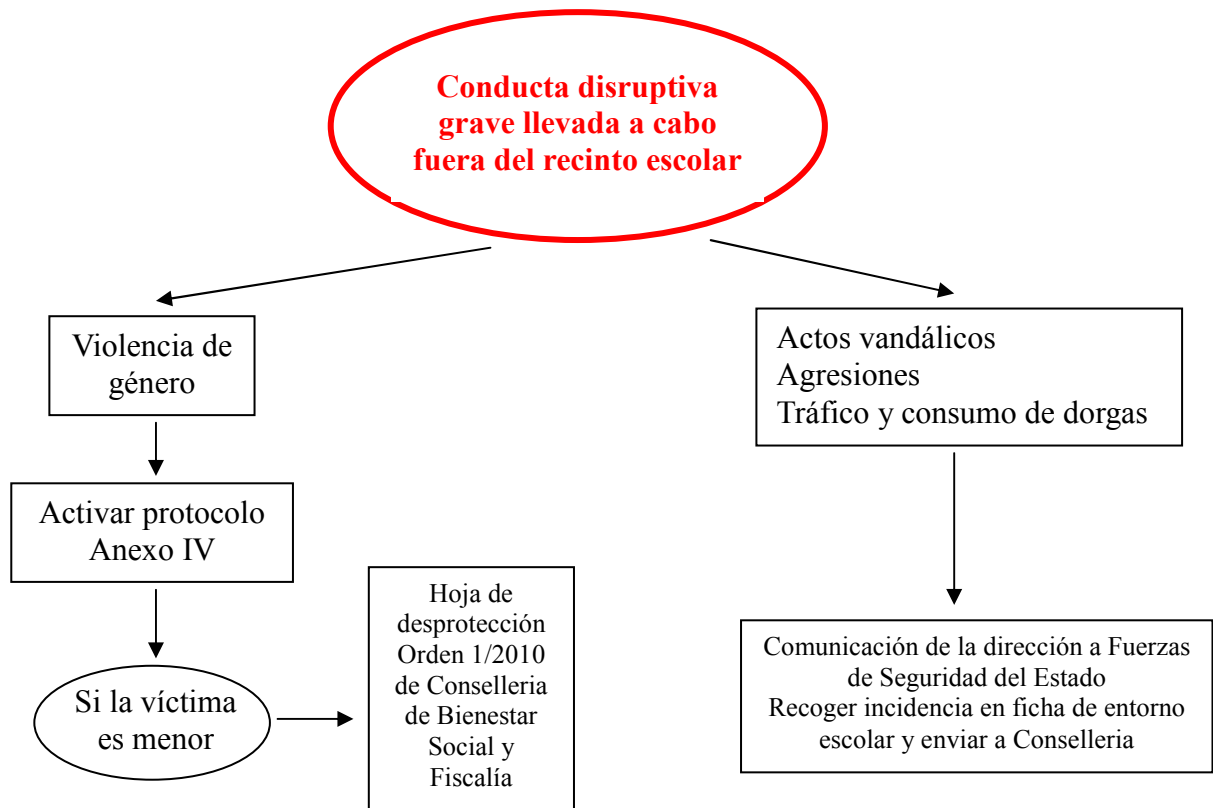 Conducta disruptiva
grave llevada a cabo
fuera del recinto escolar
Violencia de
género
Activar protocolo
Anexo IV
Si la víctima
es menor
Hoja de
desprotección
Orden 1/2010
de Conselleria
de Bienestar
Social y
Fiscalía
Actos vandálicos
Agresiones
Tráfico y consumo de dorgas
Comunicación de la dirección a Fuerzas
de Seguridad del Estado
Recoger incidencia en ficha de entorno
escolar y enviar a Conselleria